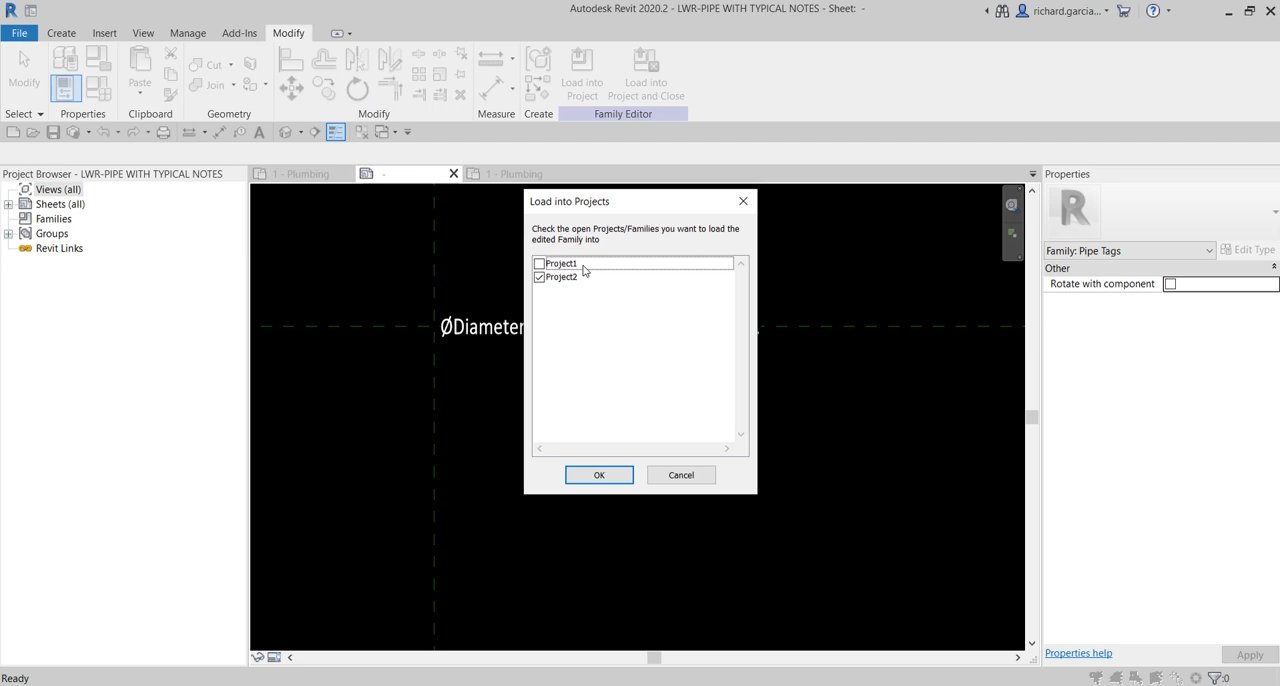 Autodesk Revit 2020.2 - LWR-PIPE WITH TYPICAL NOTES - Sheet: -
richard.garcia...
File Create Insert View Manage Add-Ins Modify
Modify
Paste
Cut
Join
Load into Project
Load into Project and Close
Select Properties Clipboard Geometry Modify Measure Create Family Editor
Project Browser - LWR-PIPE WITH TYPICAL NOTES
1 - Plumbing
-
1 - Plumbing
Properties
Views (all)
Sheets (all)
Families
Groups
Revit Links
Load into Projects
Check the open Projects/Families you want to load the
edited Family into
Project1
Project2
OK
Cancel
ØDiameter
R
Family: Pipe Tags
Edit Type
Other
Rotate with component
Properties help
Apply
Ready
:0